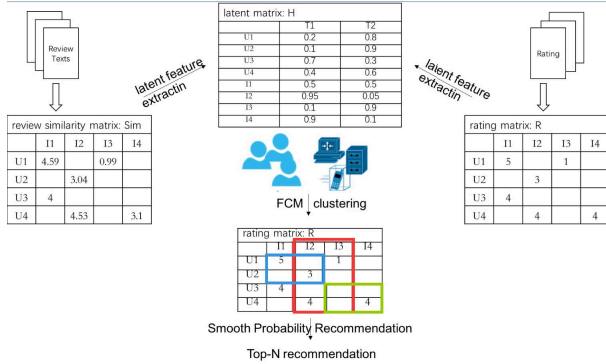 Review
Texts
latent feature
extractin
latent matrix: H
T1 T2
U1 0.2 0.8
U2 0.1 0.9
U3 0.7 0.3
U4 0.4 0.6
I1 0.5 0.5
I2 0.95 0.05
I3 0.1 0.9
I4 0.9 0.1
Rating
laient feature
extractin
review similarity matrix: Sim
I1 I2 I3 I4
U1 4.59 0.99
U2 3.04
U3 4
U4 4.53 3.1
rating matrix: R
I1 I2 I3 I4
U1 5 1
U2 3
U3 4
U4 4 4
FCM clustering
rating matrix: R
I1 I2 I3 I4
U1 5 1
U2 3
U3 4
U4 4 4
Smooth Probability Recommendation
Top-N recommendation